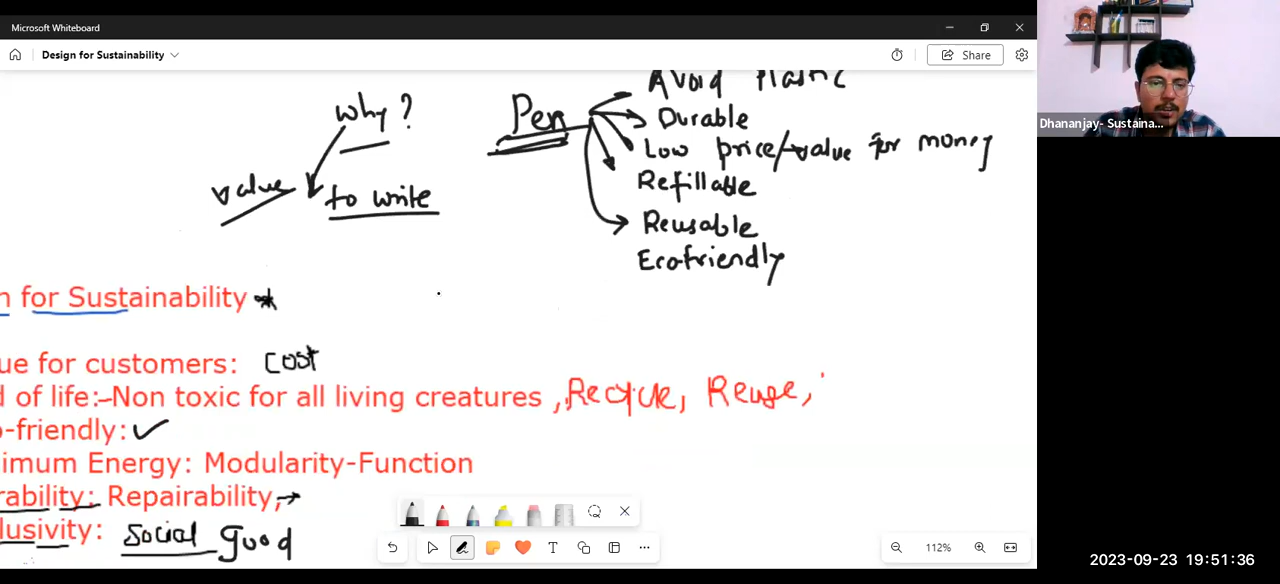 Microsoft Whiteboard
Design for Sustainability
Share
Avoid Plastic
why?
Pen
Durable
Low price/value for money
value
to write
Refillable
Reusable
Ecofriendly
n for Sustainability *
ue for customers: Cost
d of life:-Non toxic for all living creatures , Recycle, Reuse,
o-friendly: ✓
imum Energy: Modularity-Function
rability: Repairability,→
lusivity: Social good
112%
Dhananjay- Sustaina...
2023-09-23 19:51:36